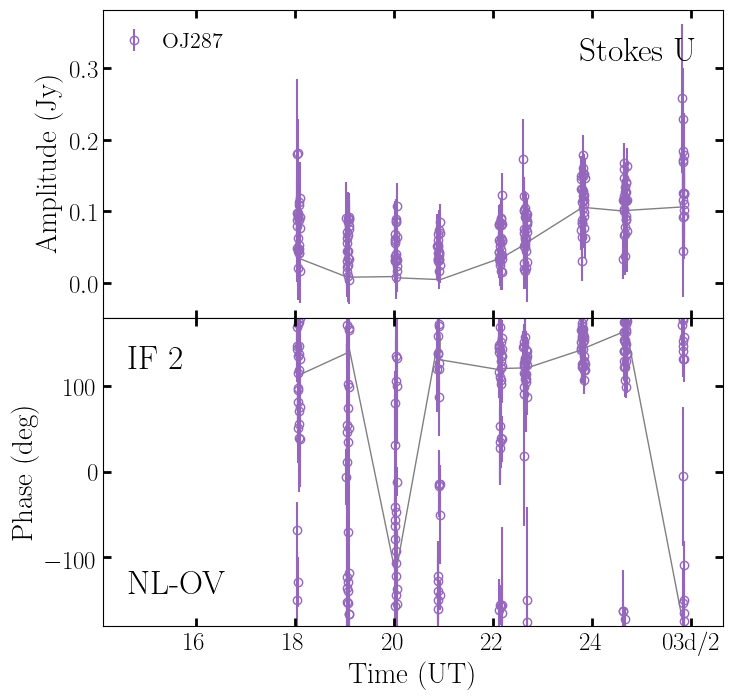 OJ287
Stokes U
0.3
0.2
0.1
0.0
Amplitude (Jy)
IF 2
100
0
−100
Phase (deg)
NL-OV
16 18 20 22 24 03d/2
Time (UT)